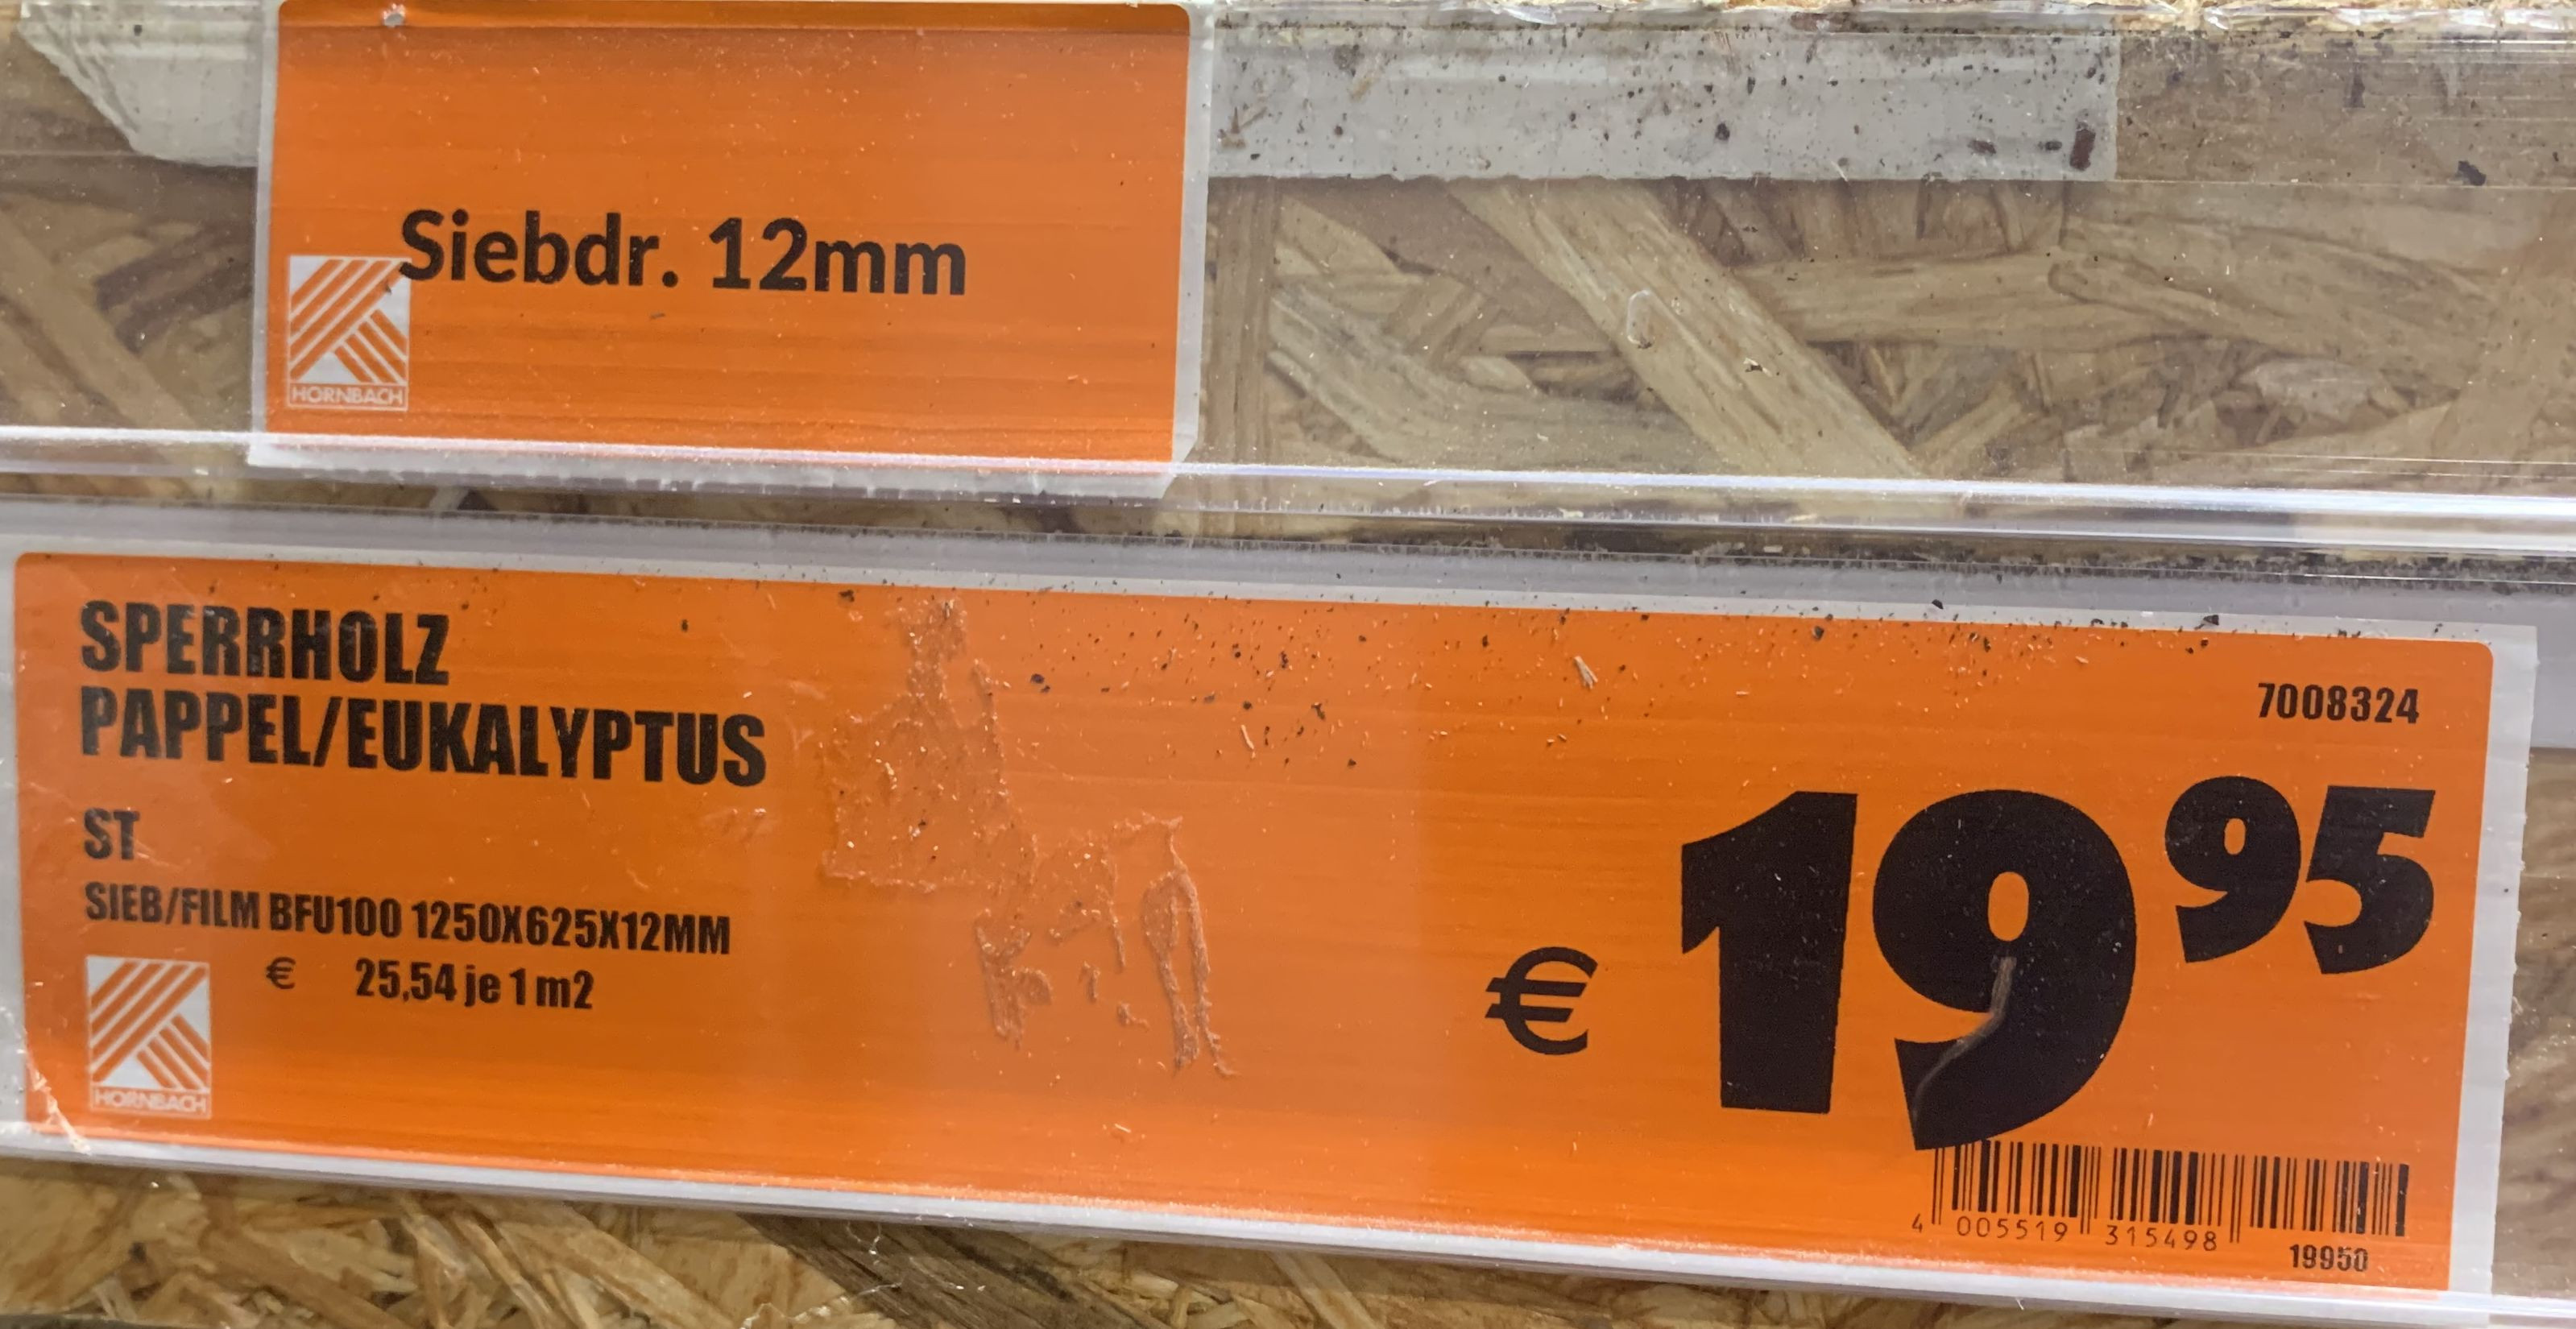 Siebdr. 12mm
HORNBACH
SPERRHOLZ
PAPPEL/EUKALYPTUS
ST
SIEB/FILM BFU100 1250X625X12MM
€ 25,54 je 1 m2
HORNBACH
7008324
€ 19 95
4 005519 315498
19950